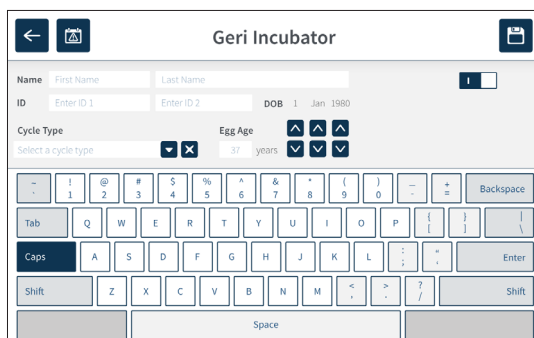 Geri Incubator
Name First Name Last Name I
ID Enter ID 1 Enter ID 2 DOB 1 Jan 1980
Cycle Type Egg Age
Select a cycle type 37 years
~ ! @ # $ % ^ & * ( ) _ + Backspace
` 1 2 3 4 5 6 7 8 9 0 - =
Tab Q W E R T Y U I O P { } |
[ ] \
Caps A S D F G H J K L : " Enter
; '
Shift Z X C V B N M < > ? Shift
, . /
Space